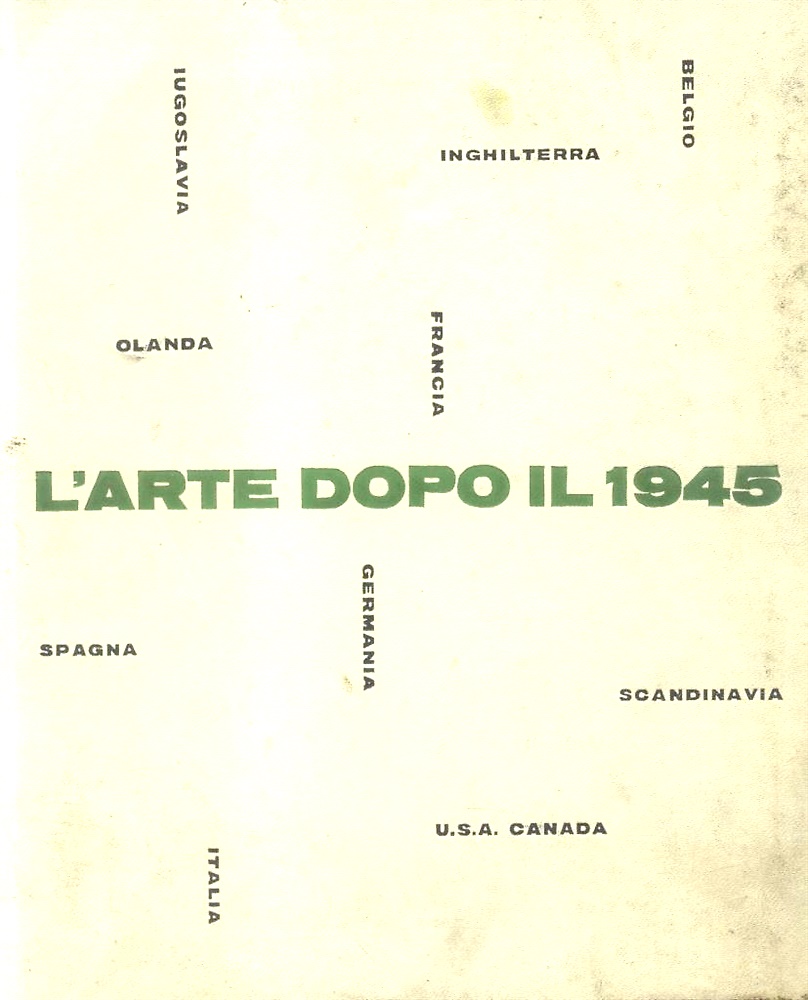 IUGOSLAVIA
BELGIO
INGHILTERRA
OLANDA
FRANCIA
L'ARTE DOPO IL 1945
GERMANIA
SPAGNA
SCANDINAVIA
U.S.A. CANADA
ITALIA